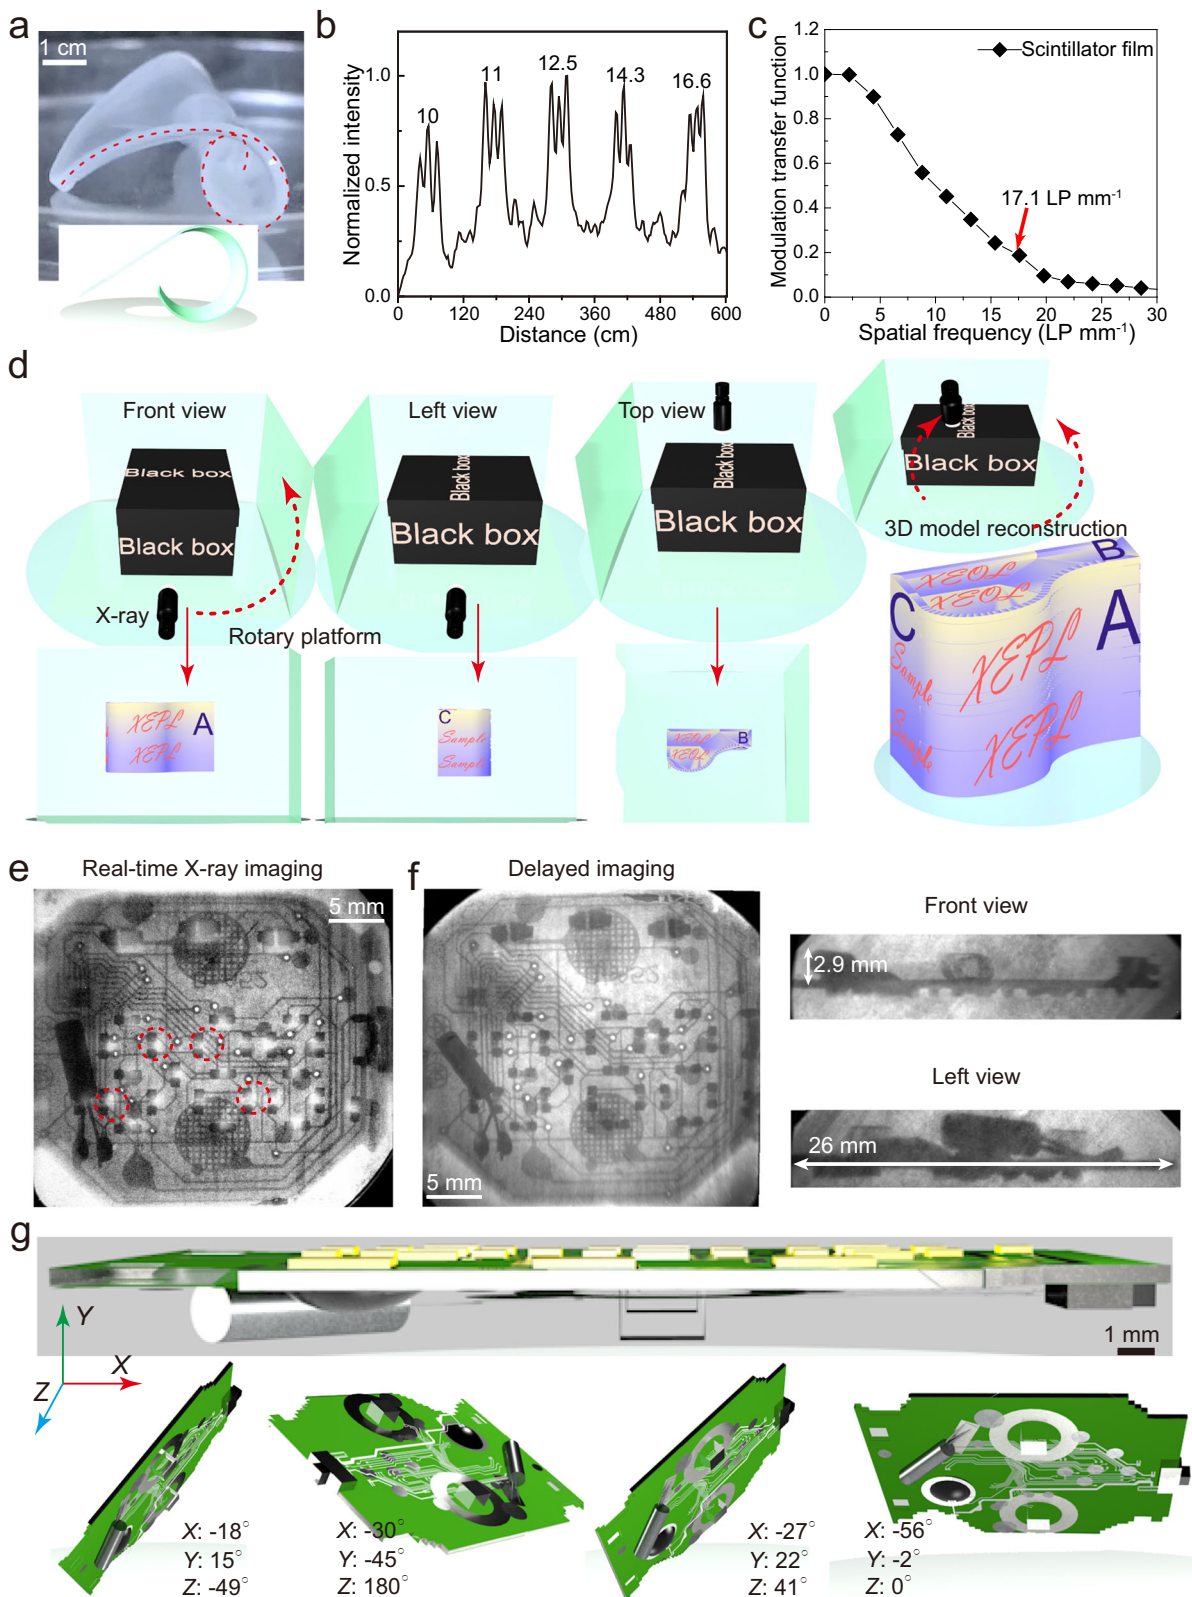 a
1 cm
b
Normalized intensity
1.0
0.5
0.0
10
11
12.5
14.3
16.6
0
120
240
360
480
600
Distance (cm)
c
Modulation transfer function
1.2
1.0
0.8
0.6
0.4
0.2
0.0
Scintillator film
17.1 LP mm⁻¹
0
5
10
15
20
25
30
Spatial frequency (LP mm⁻¹)
d
Front view
Left view
Top view
Black box
Black box
Black box
Black box
Black box
Black box
Black box
Black box
X-ray
Rotary platform
3D model reconstruction
XEPL
XEPL
A
C
Sample
Sample
XEOL
XEOL
B
XEOL
XEOL
B
C
A
Sample
XEPL
Sample
XEPL
e
Real-time X-ray imaging
5 mm
f
Delayed imaging
5 mm
Front view
2.9 mm
Left view
26 mm
g
Y
X
Z
1 mm
X: -18°
Y: 15°
Z: -49°
X: -30°
Y: -45°
Z: 180°
X: -27°
Y: 22°
Z: 41°
X: -56°
Y: -2°
Z: 0°